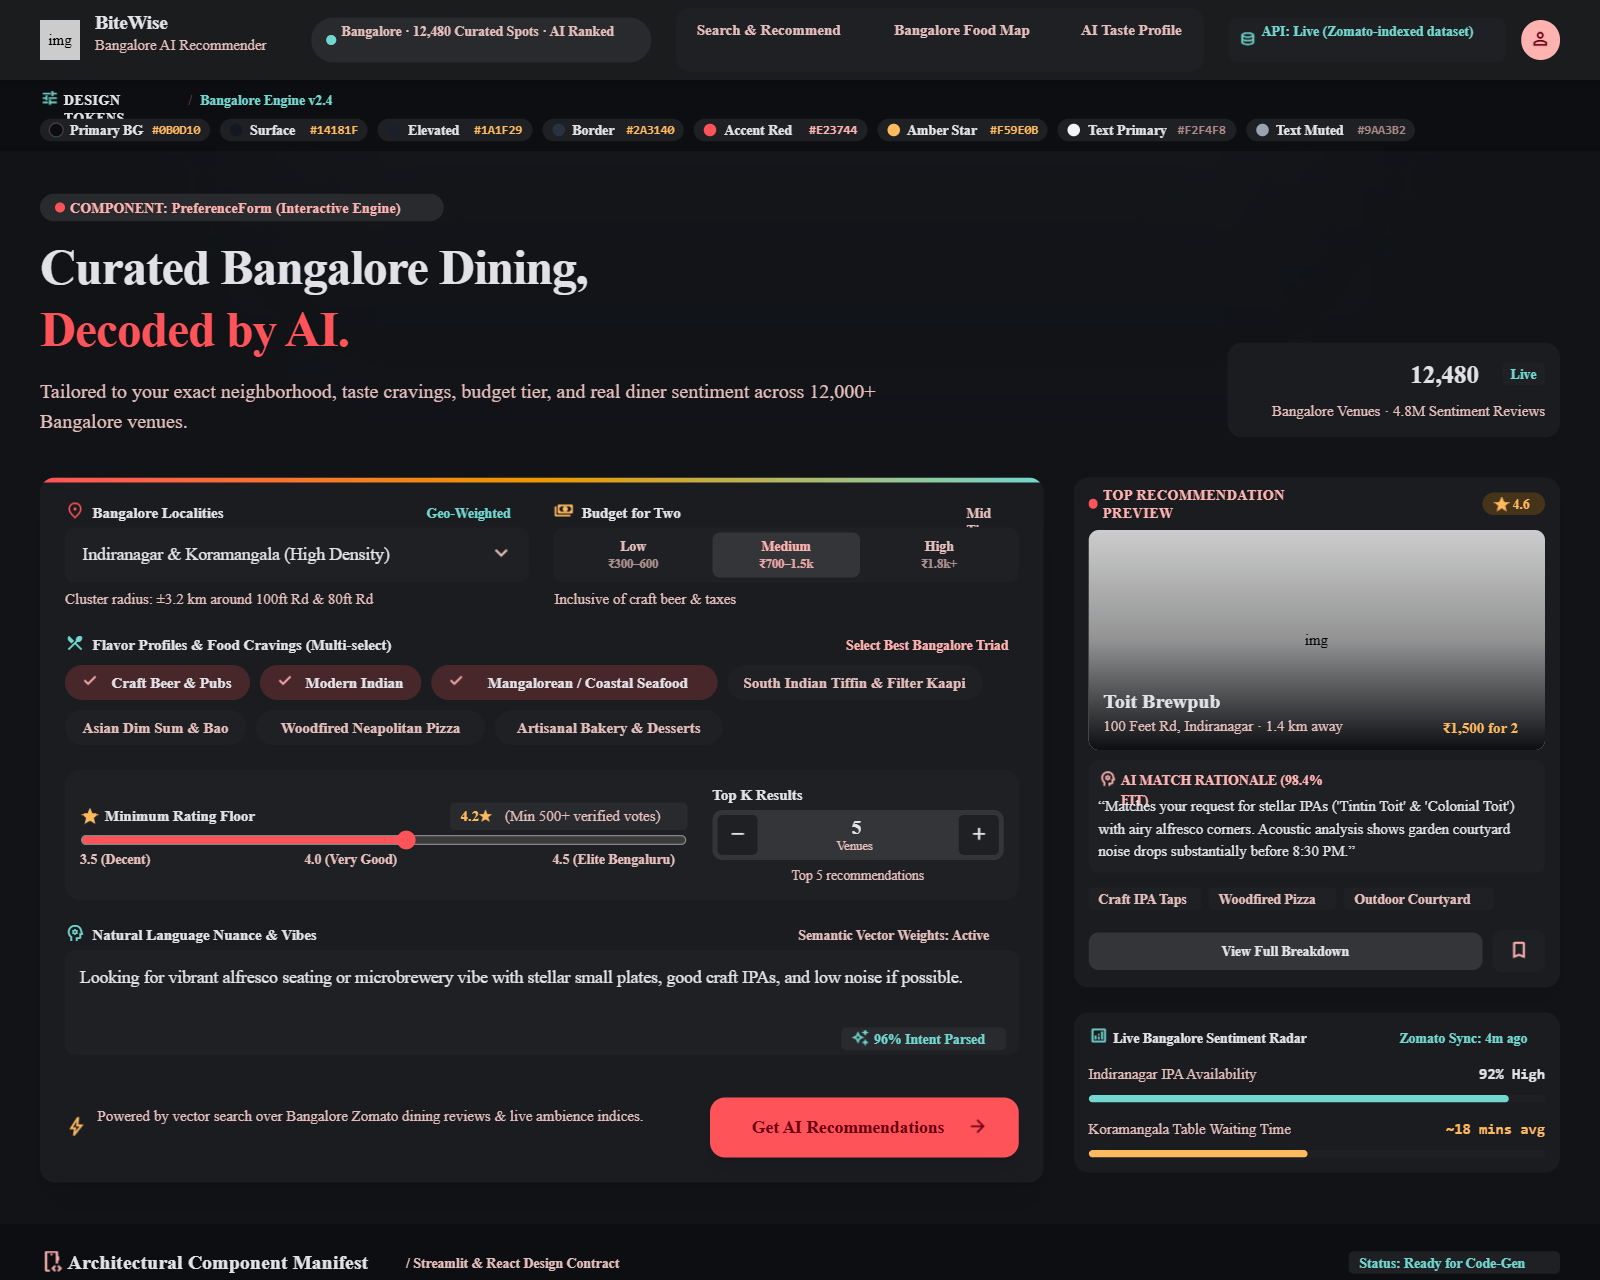 img
BiteWise
Bangalore AI Recommender
Bangalore · 12,480 Curated Spots · AI Ranked
Search & Recommend
Bangalore Food Map
AI Taste Profile
API: Live (Zomato-indexed dataset)
DESIGN
TOKENS
/ Bangalore Engine v2.4
Primary BG #0B0D10
Surface #14181F
Elevated #1A1F29
Border #2A3140
Accent Red #E23744
Amber Star #F59E0B
Text Primary #F2F4F8
Text Muted #9AA3B2
COMPONENT: PreferenceForm (Interactive Engine)
Curated Bangalore Dining,
Decoded by AI.
Tailored to your exact neighborhood, taste cravings, budget tier, and real diner sentiment across 12,000+
Bangalore venues.
12,480 Live
Bangalore Venues · 4.8M Sentiment Reviews
Bangalore Localities
Geo-Weighted
Indiranagar & Koramangala (High Density)
Cluster radius: ±3.2 km around 100ft Rd & 80ft Rd
Budget for Two
Mid
Low
₹300–600
Medium
₹700–1.5k
High
₹1.8k+
Inclusive of craft beer & taxes
Flavor Profiles & Food Cravings (Multi-select)
Select Best Bangalore Triad
Craft Beer & Pubs
Modern Indian
Mangalorean / Coastal Seafood
South Indian Tiffin & Filter Kaapi
Asian Dim Sum & Bao
Woodfired Neapolitan Pizza
Artisanal Bakery & Desserts
Minimum Rating Floor
4.2★ (Min 500+ verified votes)
3.5 (Decent)
4.0 (Very Good)
4.5 (Elite Bengaluru)
Top K Results
− 5 +
Venues
Top 5 recommendations
Natural Language Nuance & Vibes
Semantic Vector Weights: Active
Looking for vibrant alfresco seating or microbrewery vibe with stellar small plates, good craft IPAs, and low noise if possible.
96% Intent Parsed
Powered by vector search over Bangalore Zomato dining reviews & live ambience indices.
Get AI Recommendations →
TOP RECOMMENDATION
PREVIEW
★ 4.6
img
Toit Brewpub
100 Feet Rd, Indiranagar · 1.4 km away
₹1,500 for 2
AI MATCH RATIONALE (98.4%
FIT)
“Matches your request for stellar IPAs ('Tintin Toit' & 'Colonial Toit')
with airy alfresco corners. Acoustic analysis shows garden courtyard
noise drops substantially before 8:30 PM.”
Craft IPA Taps
Woodfired Pizza
Outdoor Courtyard
View Full Breakdown
Live Bangalore Sentiment Radar
Zomato Sync: 4m ago
Indiranagar IPA Availability
92% High
Koramangala Table Waiting Time
~18 mins avg
Architectural Component Manifest
/ Streamlit & React Design Contract
Status: Ready for Code-Gen